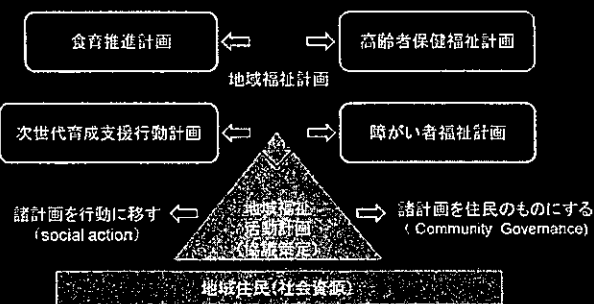 食育推進計画
高齢者保健福祉計画
地域福祉計画
次世代育成支援行動計画
障がい者福祉計画
諸計画を行動に移す
(social action)
地域福祉
活動計画
(協議策定)
諸計画を住民のものにする
( Community Governance)
地域住民(社会資源)